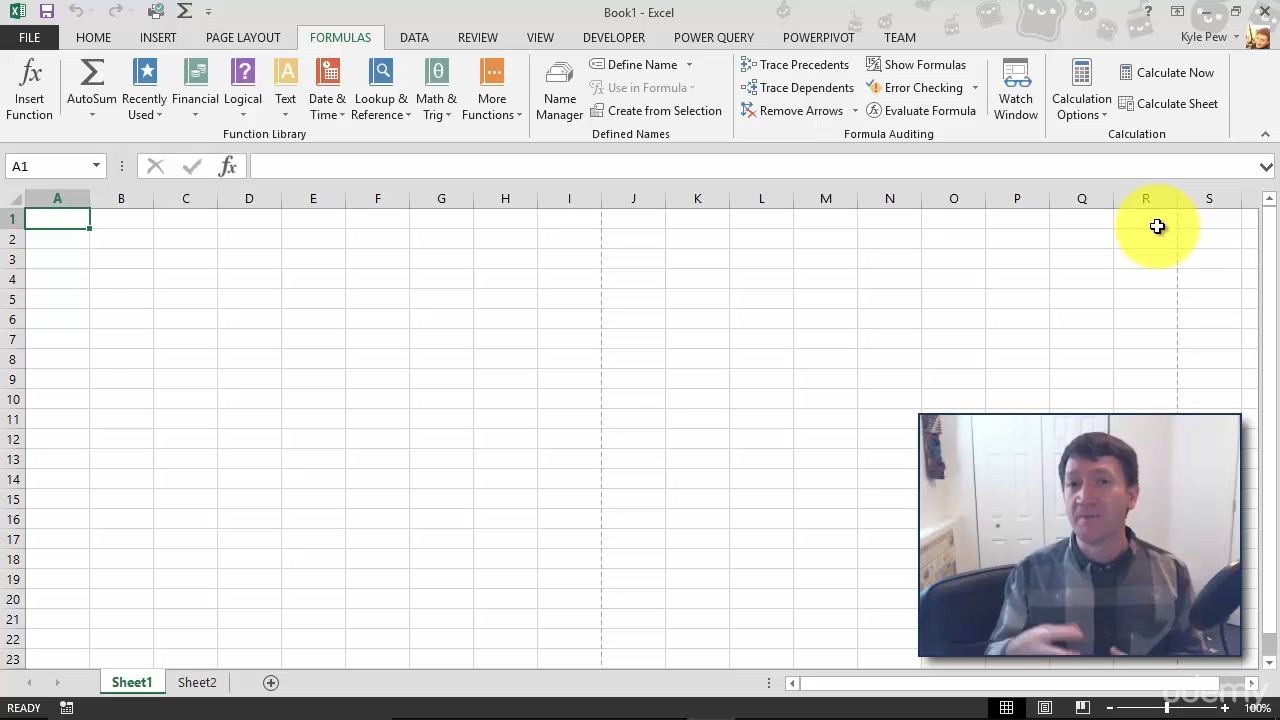 Book1 - Excel
FILE HOME INSERT PAGE LAYOUT FORMULAS DATA REVIEW VIEW DEVELOPER POWER QUERY POWERPIVOT TEAM Kyle Pew
Insert Function
AutoSum
Recently Used
Financial
Logical
Text
Date & Time
Lookup & Reference
Math & Trig
More Functions
Function Library
Name Manager
Define Name
Use in Formula
Create from Selection
Defined Names
Trace Precedents
Trace Dependents
Remove Arrows
Show Formulas
Error Checking
Evaluate Formula
Formula Auditing
Watch Window
Calculation Options
Calculate Now
Calculate Sheet
Calculation
A1 fx
A B C D E F G H I J K L M N O P Q R S
1
2
3
4
5
6
7
8
9
10
11
12
13
14
15
16
17
18
19
20
21
22
23
Sheet1 Sheet2
udemy
READY 100%